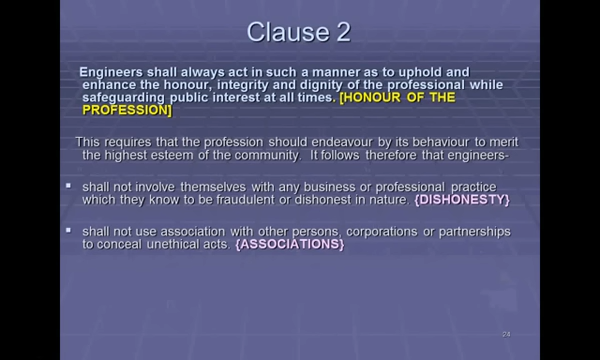 Clause 2
Engineers shall always act in such a manner as to uphold and
enhance the honour, integrity and dignity of the professional while
safeguarding public interest at all times. [HONOUR OF THE
PROFESSION]
This requires that the profession should endeavour by its behaviour to merit
the highest esteem of the community. It follows therefore that engineers-
▪ shall not involve themselves with any business or professional practice
which they know to be fraudulent or dishonest in nature. {DISHONESTY}
▪ shall not use association with other persons, corporations or partnerships
to conceal unethical acts. {ASSOCIATIONS}
24